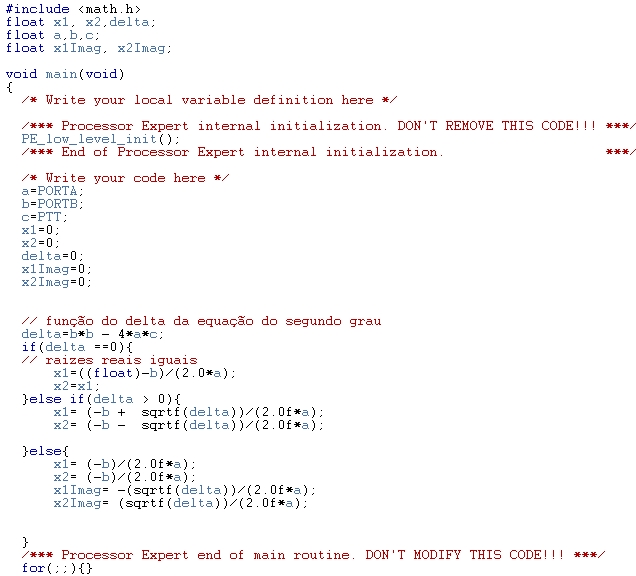 #include <math.h>
float x1, x2,delta;
float a,b,c;
float x1Imag, x2Imag;
void main(void)
{
/* Write your local variable definition here */
/*** Processor Expert internal initialization. DON'T REMOVE THIS CODE!!! ***/
PE_low_level_init();
/*** End of Processor Expert internal initialization. ***/
/* Write your code here */
a=PORTA;
b=PORTB;
c=PTT;
x1=0;
x2=0;
delta=0;
x1Imag=0;
x2Imag=0;
// função do delta da equação do segundo grau
delta=b*b - 4*a*c;
if(delta ==0){
// raizes reais iguais
x1=((float)-b)/(2.0*a);
x2=x1;
}else if(delta > 0){
x1= (-b + sqrtf(delta))/(2.0f*a);
x2= (-b - sqrtf(delta))/(2.0f*a);
}else{
x1= (-b)/(2.0f*a);
x2= (-b)/(2.0f*a);
x1Imag= -(sqrtf(delta))/(2.0f*a);
x2Imag= (sqrtf(delta))/(2.0f*a);
}
/*** Processor Expert end of main routine. DON'T MODIFY THIS CODE!!! ***/
for(;;){}